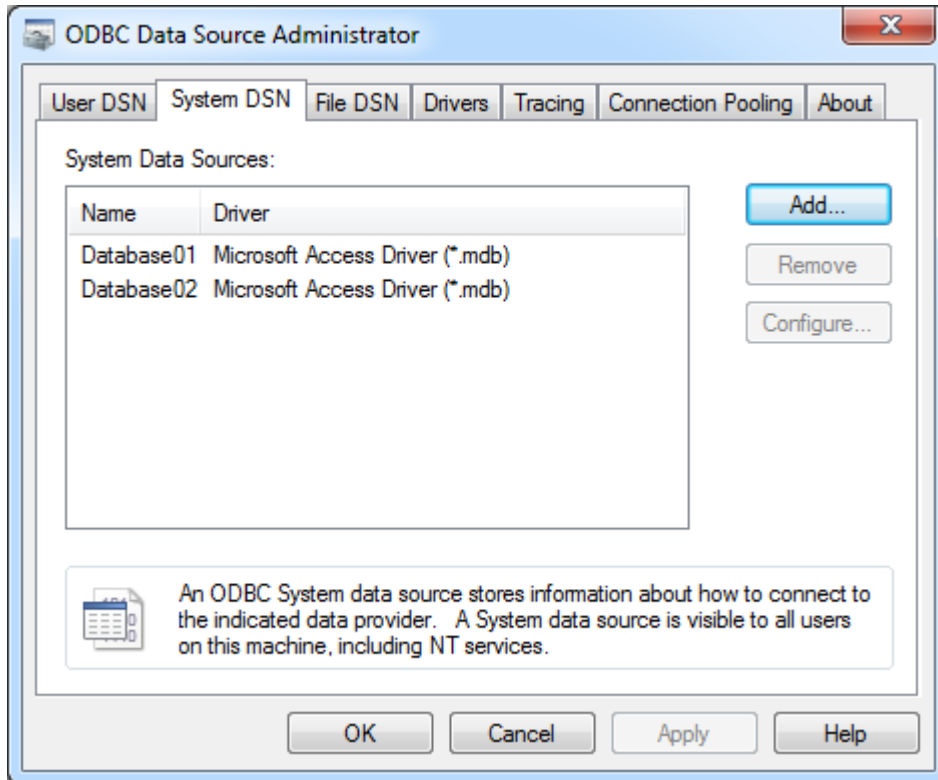 ODBC Data Source Administrator
User DSN System DSN File DSN Drivers Tracing Connection Pooling About
System Data Sources:
Name Driver
Database01 Microsoft Access Driver (*.mdb)
Database02 Microsoft Access Driver (*.mdb)
Add...
Remove
Configure...
An ODBC System data source stores information about how to connect to
the indicated data provider. A System data source is visible to all users
on this machine, including NT services.
OK Cancel Apply Help